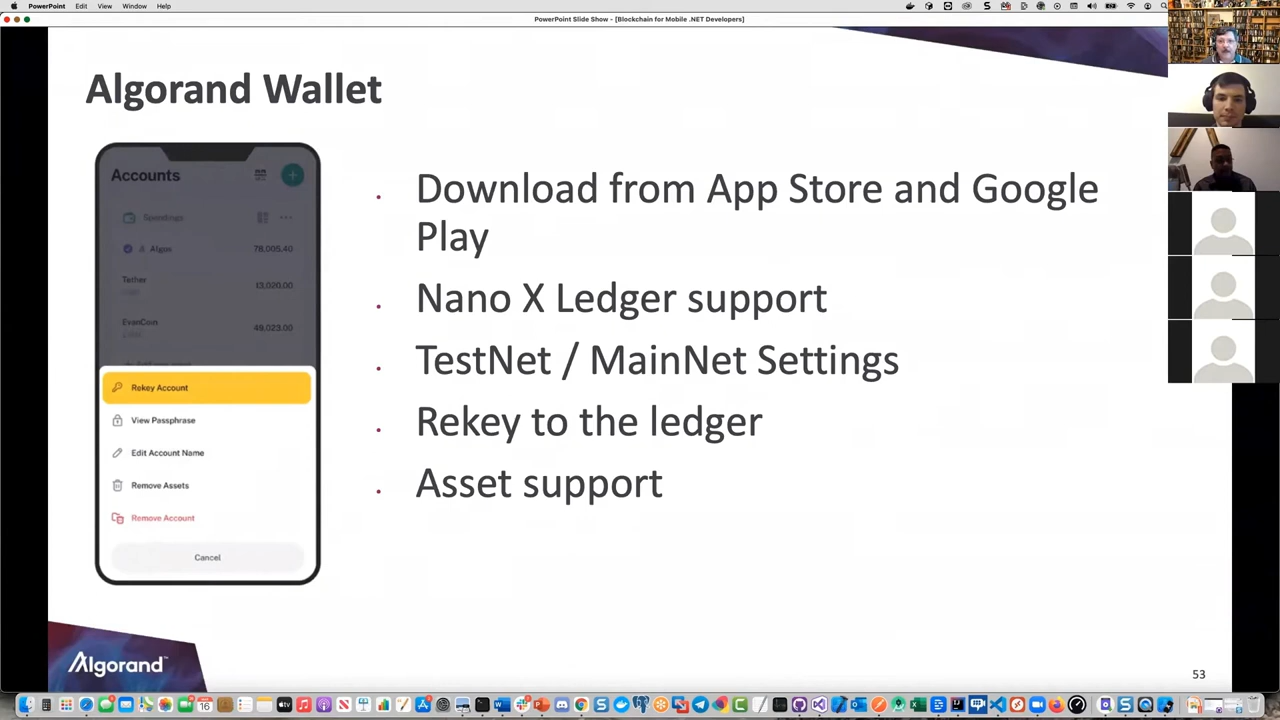 PowerPoint File Edit View Window Help
PowerPoint Slide Show - [Blockchain for Mobile .NET Developers]
Algorand Wallet
Accounts
Spendings
Algos 78,005.40
Tether 13,020.00
EvanCoin 49,023.00
Rekey Account
View Passphrase
Edit Account Name
Remove Assets
Remove Account
Cancel
Download from App Store and Google
Play
Nano X Ledger support
TestNet / MainNet Settings
Rekey to the ledger
Asset support
Algorand
53